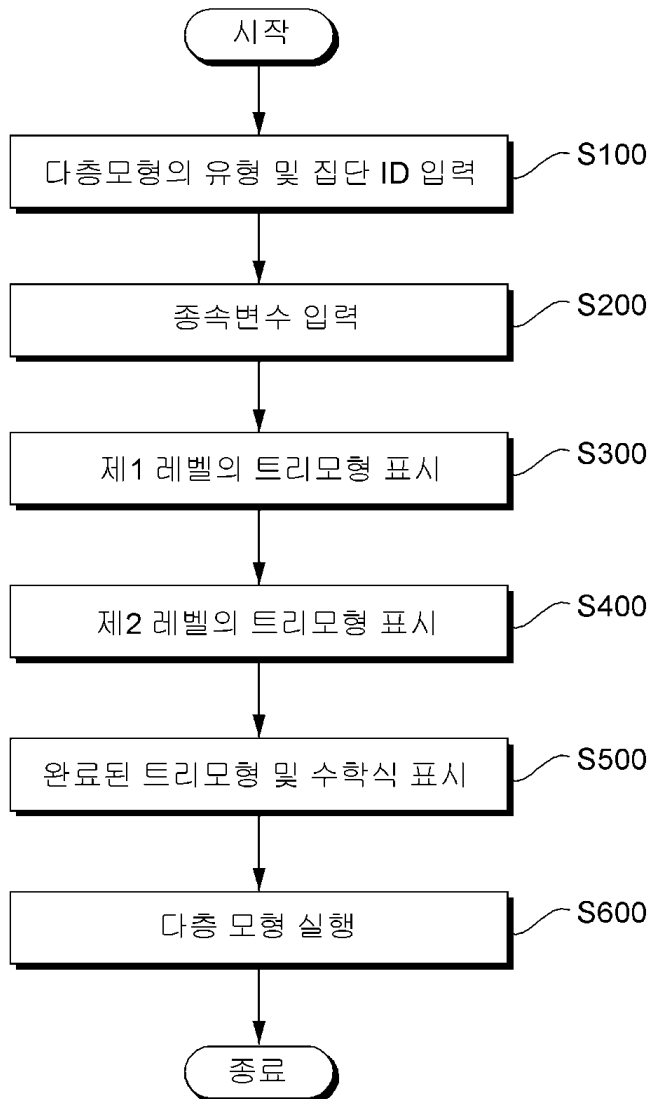 시작
다층모형의 유형 및 집단 ID 입력
S100
종속변수 입력
S200
제1 레벨의 트리모형 표시
S300
제2 레벨의 트리모형 표시
S400
완료된 트리모형 및 수학식 표시
S500
다층 모형 실행
S600
종료